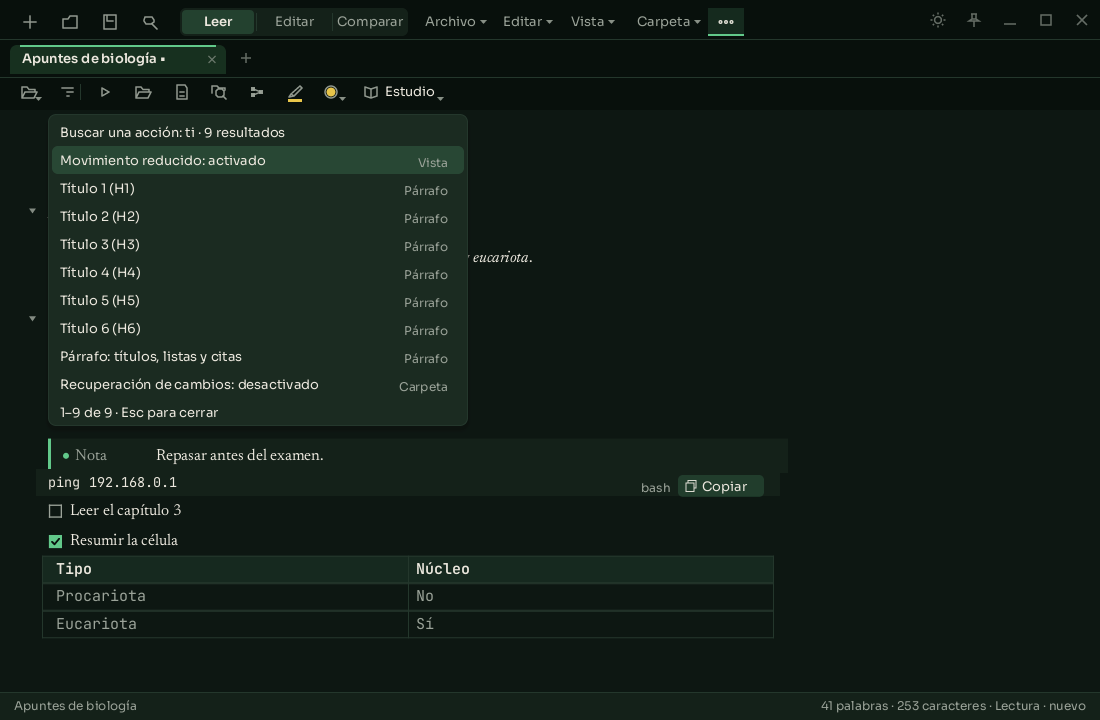 Leer Editar Comparar Archivo Editar Vista Carpeta
Apuntes de biología
Estudio
Buscar una acción: ti · 9 resultados
Movimiento reducido: activado Vista
Título 1 (H1) Párrafo
Título 2 (H2) Párrafo
Título 3 (H3) Párrafo
Título 4 (H4) Párrafo
Título 5 (H5) Párrafo
Título 6 (H6) Párrafo
Párrafo: títulos, listas y citas Párrafo
Recuperación de cambios: desactivado Carpeta
1–9 de 9 · Esc para cerrar
eucariota.
Nota Repasar antes del examen.
ping 192.168.0.1 bash Copiar
Leer el capítulo 3
Resumir la célula
Tipo Núcleo
Procariota No
Eucariota Sí
Apuntes de biología 41 palabras · 253 caracteres · Lectura · nuevo